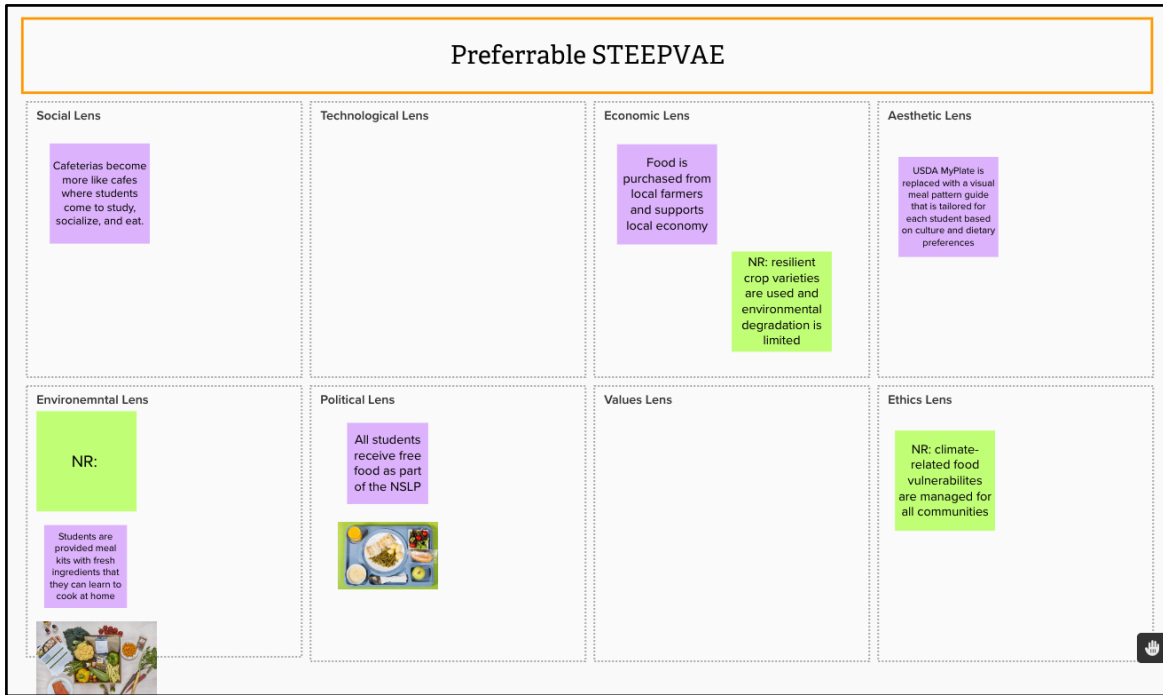 Preferrable STEEPVAE
Social Lens
Cafeterias become
more like cafes
where students
come to study,
socialize, and eat.
Technological Lens
Economic Lens
Food is
purchased from
local farmers
and supports
local economy
NR: resilient
crop varieties
are used and
environmental
degradation is
limited
Aesthetic Lens
USDA MyPlate is
replaced with a visual
meal pattern guide
that is tailored for
each student based
on culture and dietary
preferences
Environemntal Lens
NR:
Students are
provided meal
kits with fresh
ingredients that
they can learn to
cook at home
Political Lens
All students
receive free
food as part
of the NSLP
Values Lens
Ethics Lens
NR: climate-
related food
vulnerabilites
are managed for
all communities